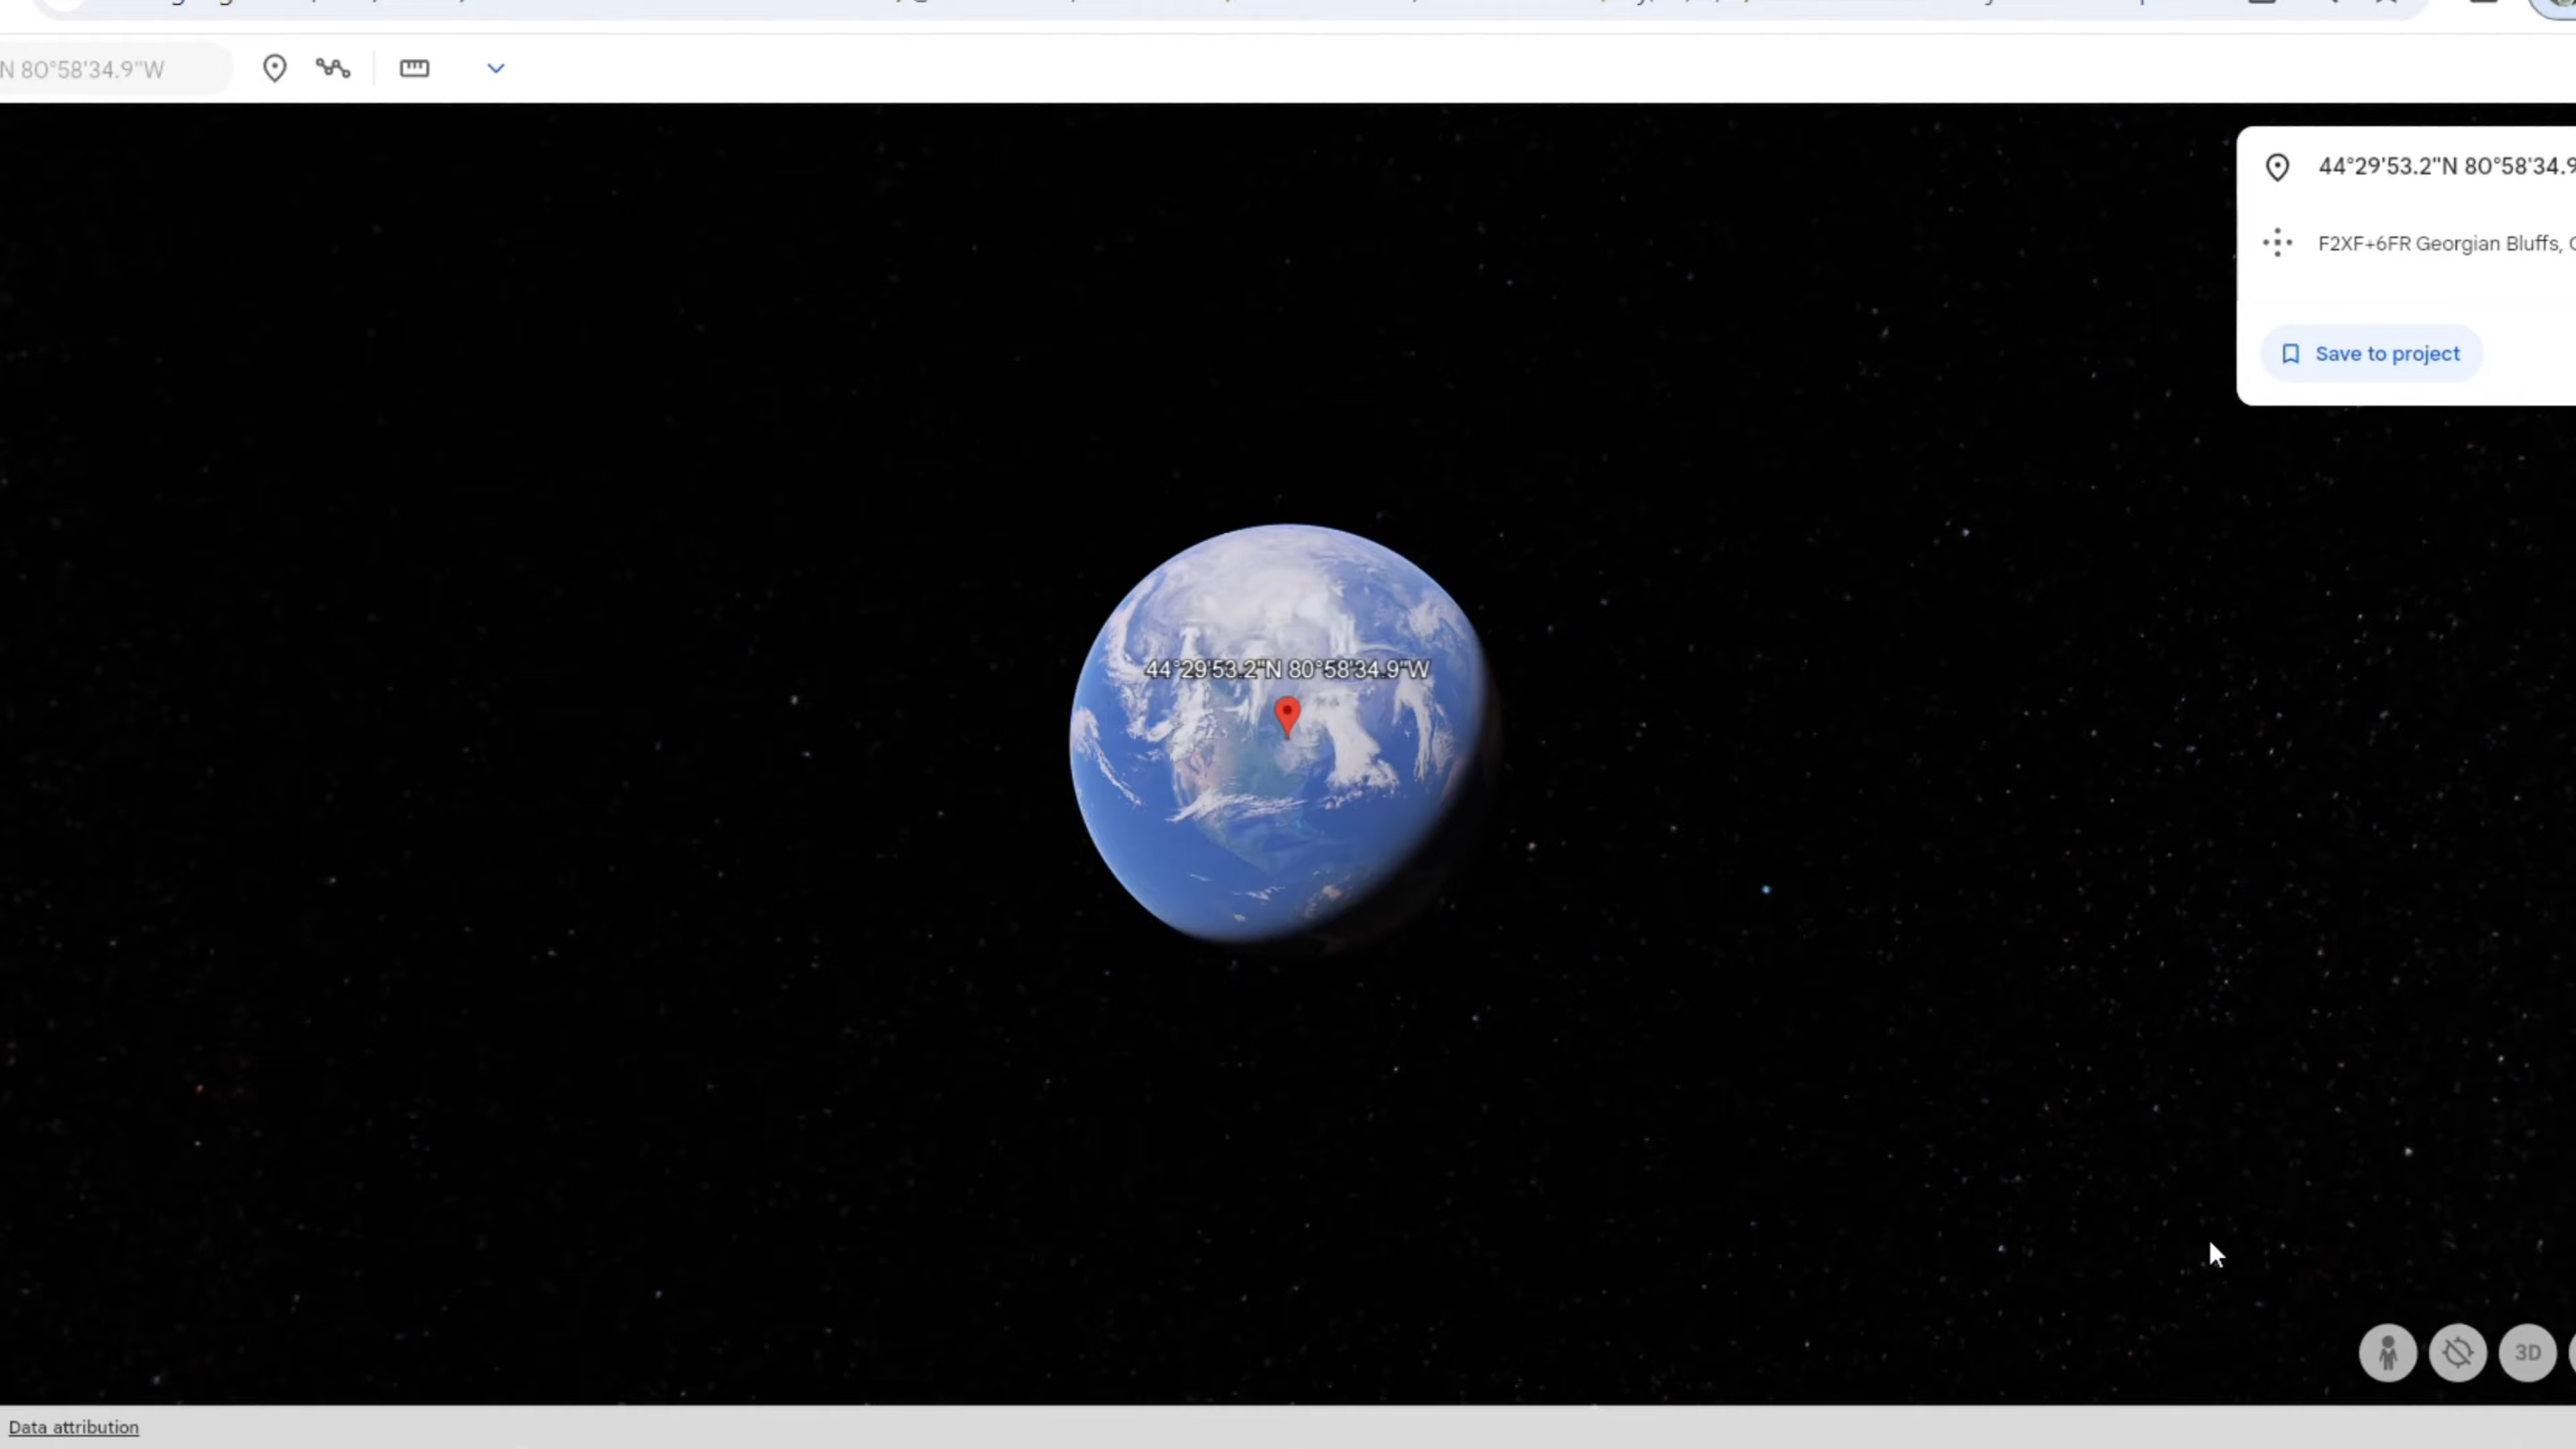 N 80°58'34.9"W
44°29'53.2"N 80°58'34.9
F2XF+6FR Georgian Bluffs,
Save to project
44°29'53.2"N 80°58'34.9"W
3D
Data attribution